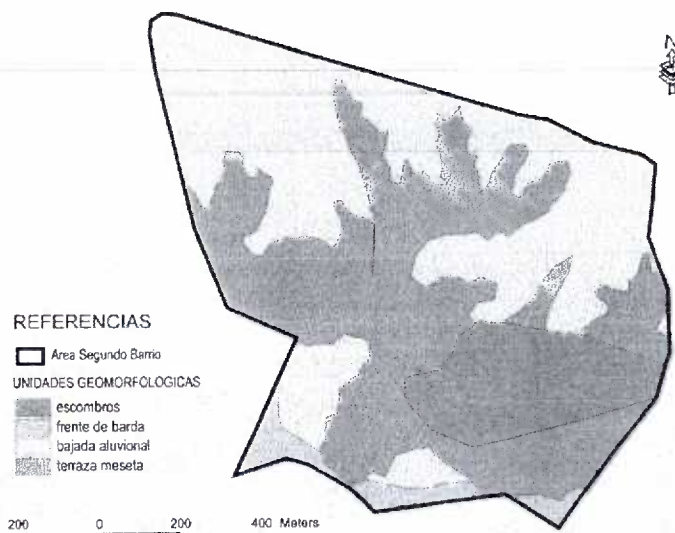 N
REFERENCIAS
Area Segundo Barrio
UNIDADES GEOMORFOLOGICAS
escombros
frente de barda
bajada aluvional
terraza meseta
200 0 200 400 Meters